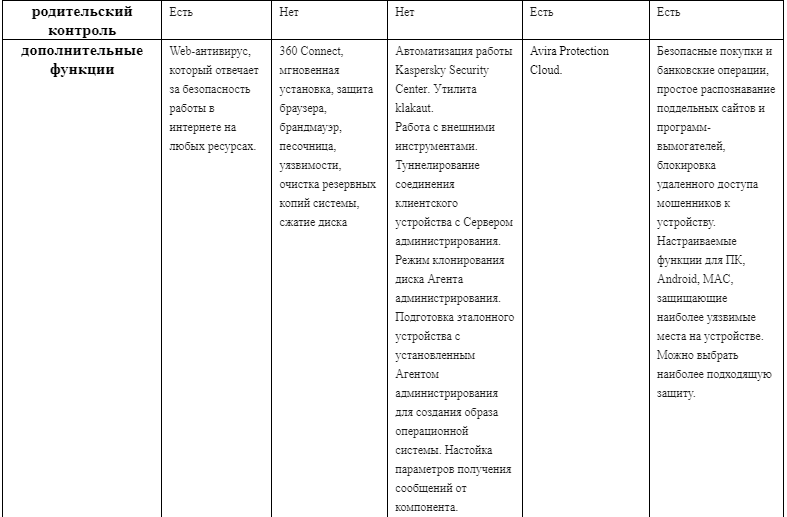 родительский
контроль
Есть
Нет
Нет
Есть
Есть
дополнительные
функции
Web-антивирус,
который отвечает
за безопасность
работы в
интернете на
любых ресурсах.
360 Connect,
мгновенная
установка, защита
браузера,
брандмауэр,
песочница,
уязвимости,
очистка резервных
копий системы,
сжатие диска
Автоматизация работы
Kaspersky Security
Center. Утилита
klakaut.
Работа с внешними
инструментами.
Туннелирование
соединения
клиентского
устройства с Сервером
администрирования.
Режим клонирования
диска Агента
администрирования.
Подготовка эталонного
устройства с
установленным
Агентом
администрирования
для создания образа
операционной
системы. Настойка
параметров получения
сообщений от
компонента.
Avira Protection
Cloud.
Безопасные покупки и
банковские операции,
простое распознавание
поддельных сайтов и
программ-
вымогателей,
блокировка
удаленного доступа
мошенников к
устройству.
Настраиваемые
функции для ПК,
Android, MAC,
защищающие
наиболее уязвимые
места на устройстве.
Можно выбрать
наиболее подходящую
защиту.